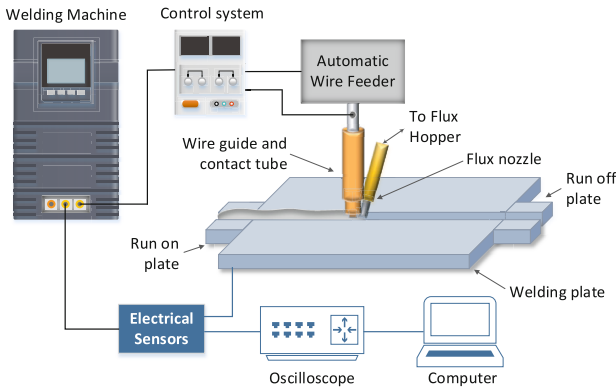 Welding Machine
Control system
Automatic
Wire Feeder
To Flux
Hopper
Wire guide and
contact tube
Flux nozzle
Run off
plate
Run on
plate
Welding plate
Electrical
Sensors
Oscilloscope
Computer